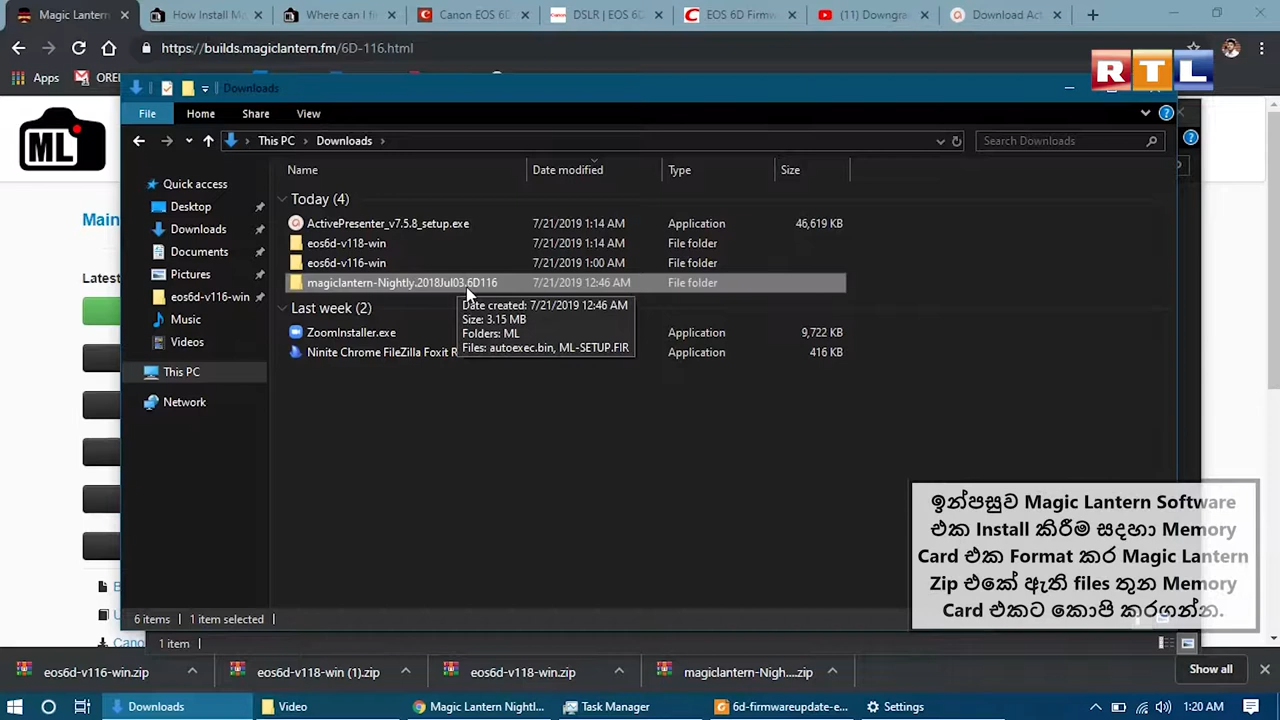 Magic Lantern
How Install Ma
Where can I fi
Canon EOS 6D
DSLR | EOS 6D
EOS 6D Firmw
(11) Downgra
Download Act
https://builds.magiclantern.fm/6D-116.html
Apps
OREL
RTL
Downloads
ML
File
Home
Share
View
This PC
Downloads
Search Downloads
Name
Date modified
Type
Size
Quick access
Desktop
Downloads
Documents
Pictures
eos6d-v116-win
Music
Videos
This PC
Network
Main
Latest
Today (4)
ActivePresenter_v7.5.8_setup.exe 7/21/2019 1:14 AM Application 46,619 KB
eos6d-v118-win 7/21/2019 1:14 AM File folder
eos6d-v116-win 7/21/2019 1:00 AM File folder
magiclantern-Nightly.2018Jul03.6D116 7/21/2019 12:46 AM File folder
Date created: 7/21/2019 12:46 AM
Size: 3.15 MB
Folders: ML
Files: autoexec.bin, ML-SETUP.FIR
Last week (2)
ZoomInstaller.exe Application 9,722 KB
Ninite Chrome FileZilla Foxit R Application 416 KB
ඉන්පසුව Magic Lantern Software
එක Install කිරීම සදහා Memory
Card එක Format කර Magic Lantern
Zip එකේ ඇති files තුන Memory
Card එකට කොපි කරගන්න.
6 items
1 item selected
Cano
1 item
eos6d-v116-win.zip
eos6d-v118-win (1).zip
eos6d-v118-win.zip
magiclantern-Nigh....zip
Show all
Downloads
Video
Magic Lantern Nightl...
Task Manager
6d-firmwareupdate-e...
Settings
1:20 AM